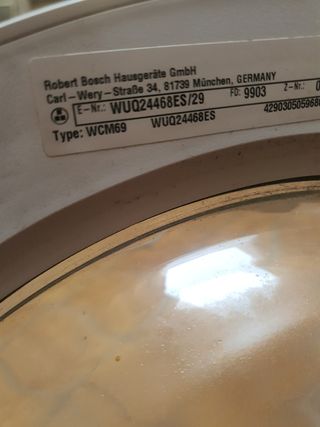 Robert Bosch Hausgeräte GmbH
Carl-Wery-Straße 34, 81739 München, GERMANY
E-Nr.: WUQ24468ES/29 FD: 9903 Z-Nr.:
Type: WCM69 WUQ24468ES